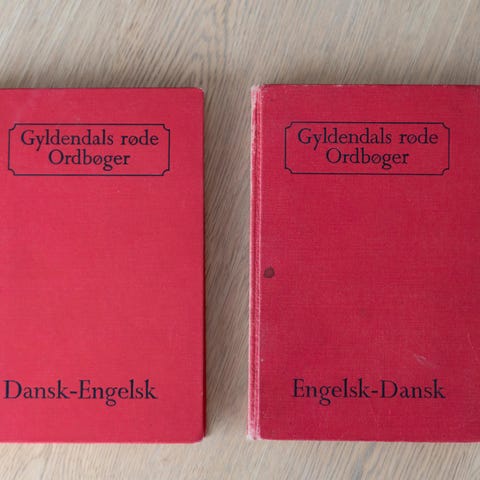 Gyldendals røde
Ordbøger
Dansk-Engelsk
Gyldendals røde
Ordbøger
Engelsk-Dansk